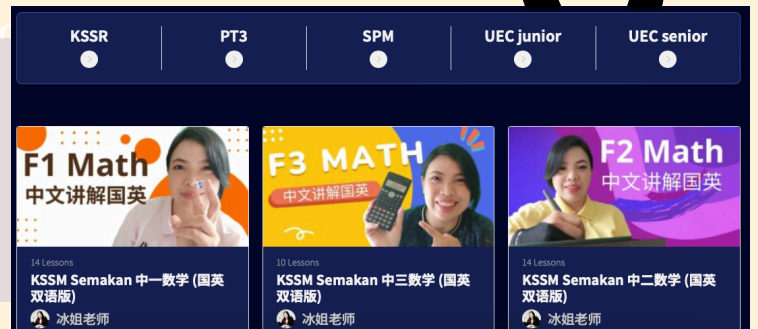 KSSR
PT3
SPM
UEC junior
UEC senior
F1 Math
中文讲解国英
F3 MATH
中文讲解国英
F2 Math
中文讲解国英
14 Lessons
KSSM Semakan 中一数学 (国英
双语版)
冰姐老师
10 Lessons
KSSM Semakan 中三数学 (国英
双语版)
冰姐老师
14 Lessons
KSSM Semakan 中二数学 (国英
双语版)
冰姐老师